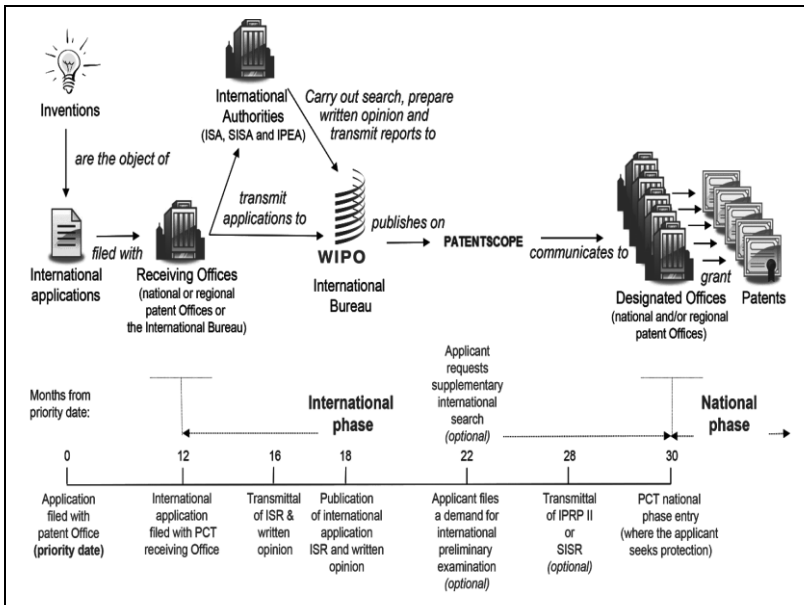 Inventions
are the object of
International
applications
filed with
Receiving Offices
(national or regional
patent Offices or
the International Bureau)
International
Authorities
(ISA, SISA and IPEA)
transmit
applications to
Carry out search, prepare
written opinion and
transmit reports to
WIPO
International
Bureau
publishes on
PATENTSCOPE
communicates to
Designated Offices
(national and/or regional
patent Offices)
grant
Patents
Months from
priority date:
International
phase
Applicant
requests
supplementary
international
search
(optional)
National
phase
0
12
16
18
22
28
30
Application
filed with
patent Office
(priority date)
International
application
filed with PCT
receiving Office
Transmittal
of ISR &
written
opinion
Publication
of international
application
ISR and written
opinion
Applicant files
a demand for
international
preliminary
examination
(optional)
Transmittal
of IPRP II
or
SISR
(optional)
PCT national
phase entry
(where the applicant
seeks protection)